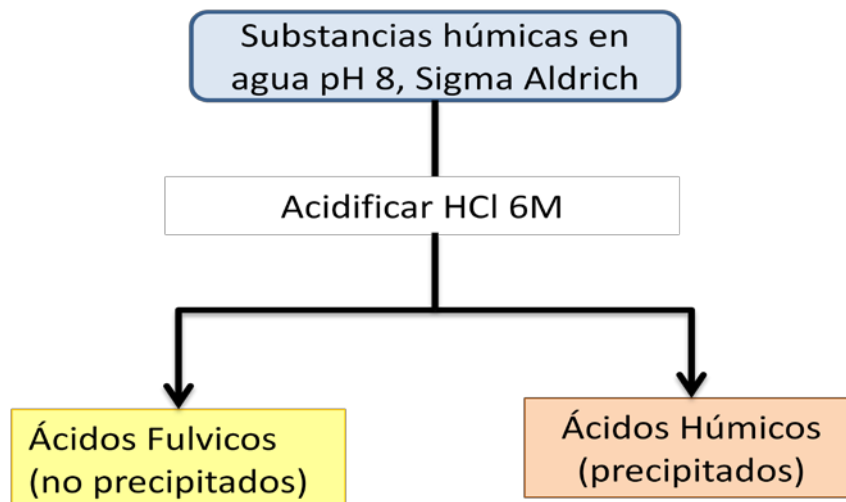 Substancias húmicas en
agua pH 8, Sigma Aldrich
Acidificar HCl 6M
Ácidos Fulvicos
(no precipitados)
Ácidos Húmicos
(precipitados)